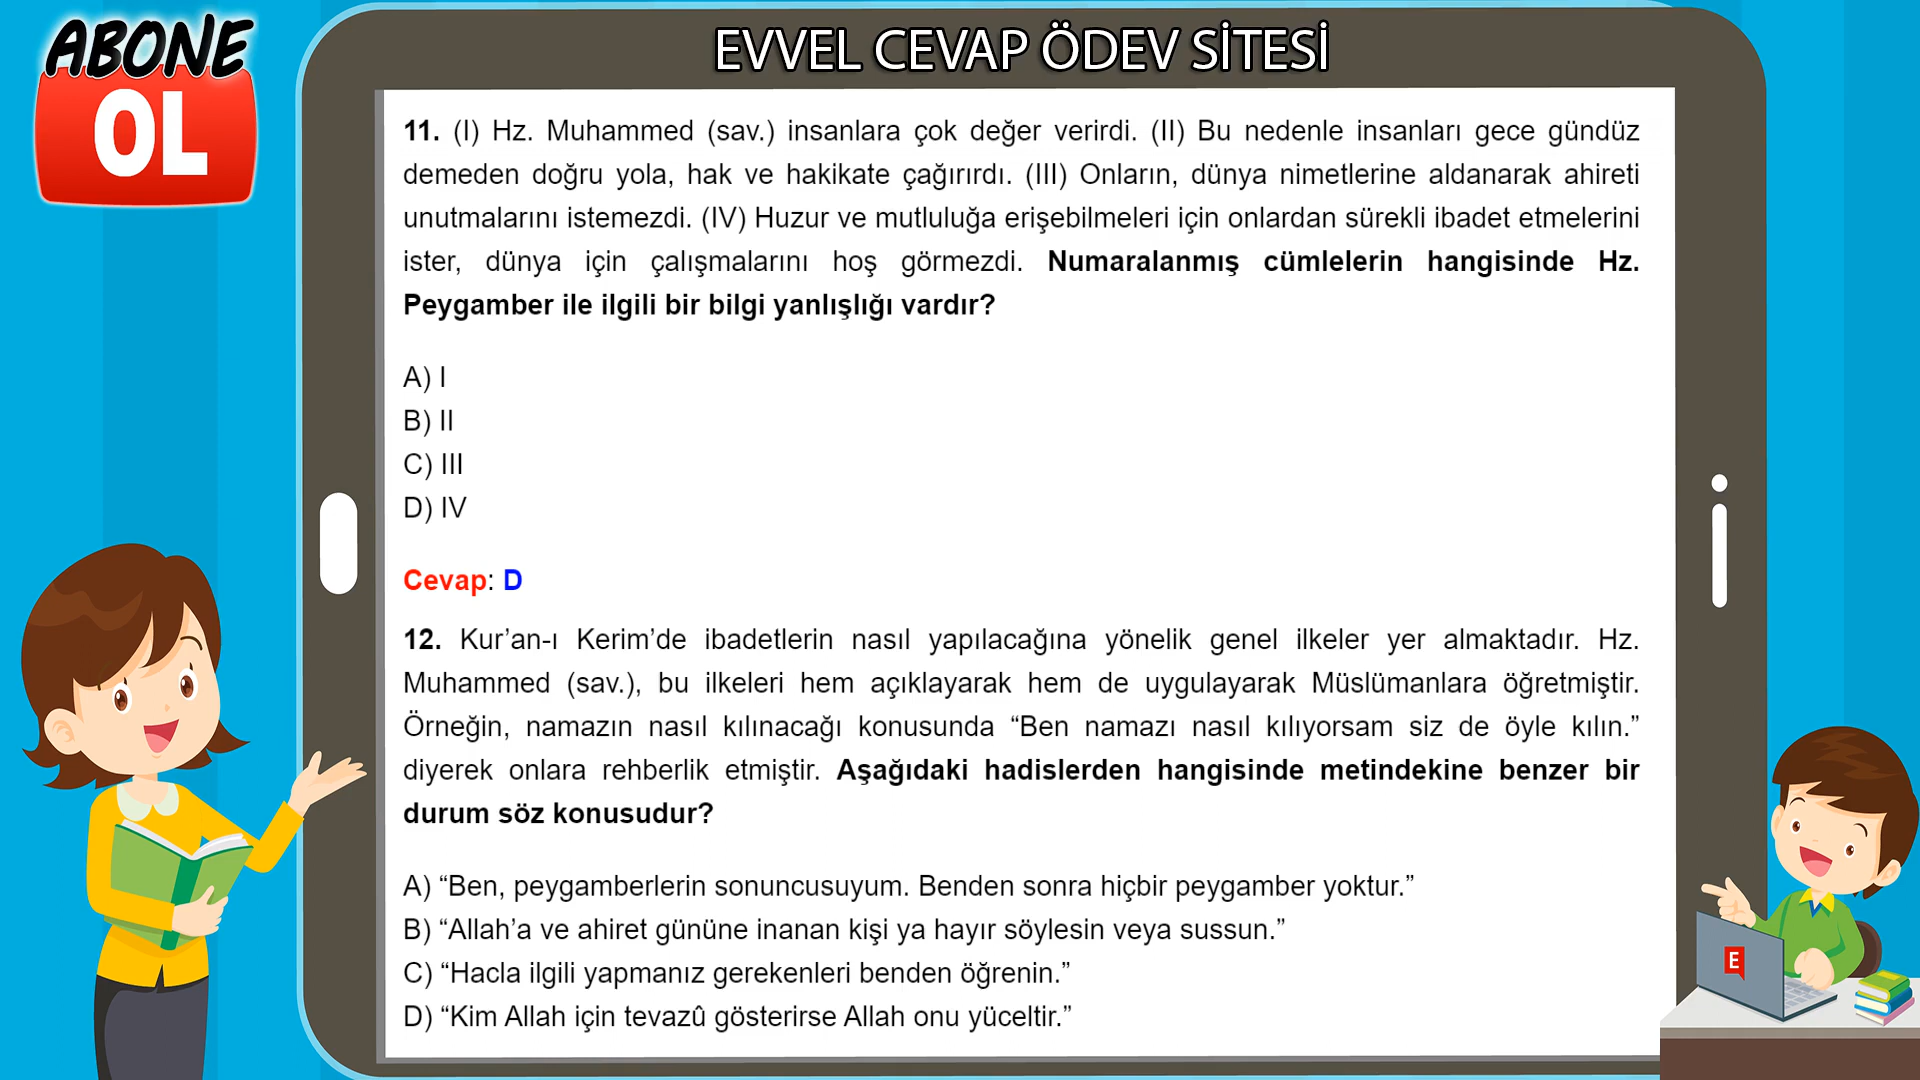 ABONE
OL
EVVEL CEVAP ÖDEV SİTESİ
11. (I) Hz. Muhammed (sav.) insanlara çok değer verirdi. (II) Bu nedenle insanları gece gündüz
demeden doğru yola, hak ve hakikate çağırırdı. (III) Onların, dünya nimetlerine aldanarak ahireti
unutmalarını istemezdi. (IV) Huzur ve mutluluğa erişebilmeleri için onlardan sürekli ibadet etmelerini
ister, dünya için çalışmalarını hoş görmezdi. Numaralanmış cümlelerin hangisinde Hz.
Peygamber ile ilgili bir bilgi yanlışlığı vardır?
A) I
B) II
C) III
D) IV
Cevap: D
12. Kur’an-ı Kerim’de ibadetlerin nasıl yapılacağına yönelik genel ilkeler yer almaktadır. Hz.
Muhammed (sav.), bu ilkeleri hem açıklayarak hem de uygulayarak Müslümanlara öğretmiştir.
Örneğin, namazın nasıl kılınacağı konusunda “Ben namazı nasıl kılıyorsam siz de öyle kılın.”
diyerek onlara rehberlik etmiştir. Aşağıdaki hadislerden hangisinde metindekine benzer bir
durum söz konusudur?
A) “Ben, peygamberlerin sonuncusuyum. Benden sonra hiçbir peygamber yoktur.”
B) “Allah’a ve ahiret gününe inanan kişi ya hayır söylesin veya sussun.”
C) “Hacla ilgili yapmanız gerekenleri benden öğrenin.”
D) “Kim Allah için tevazû gösterirse Allah onu yüceltir.”
E